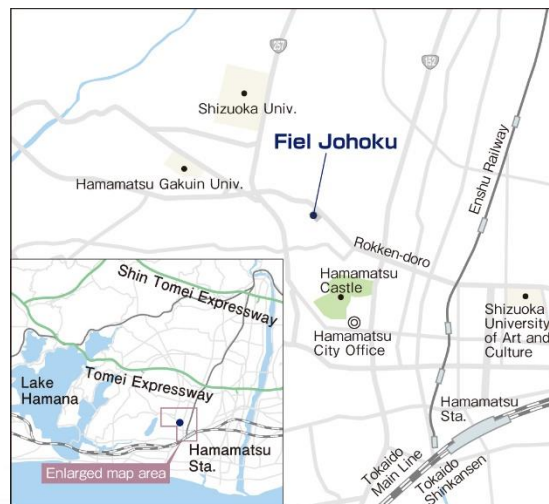 257
152
Shizuoka Univ.
Fiel Johoku
Hamamatsu Gakuin Univ.
Enshu Railway
Rokken-doro
Hamamatsu
Castle
Hamamatsu
City Office
Shizuoka
University
of Art and
Culture
Hamamatsu
Sta.
Tokaido
Main Line
Tokaido
Shinkansen
Shin Tomei Expressway
Tomei Expressway
Lake
Hamana
Hamamatsu
Sta.
Enlarged map area